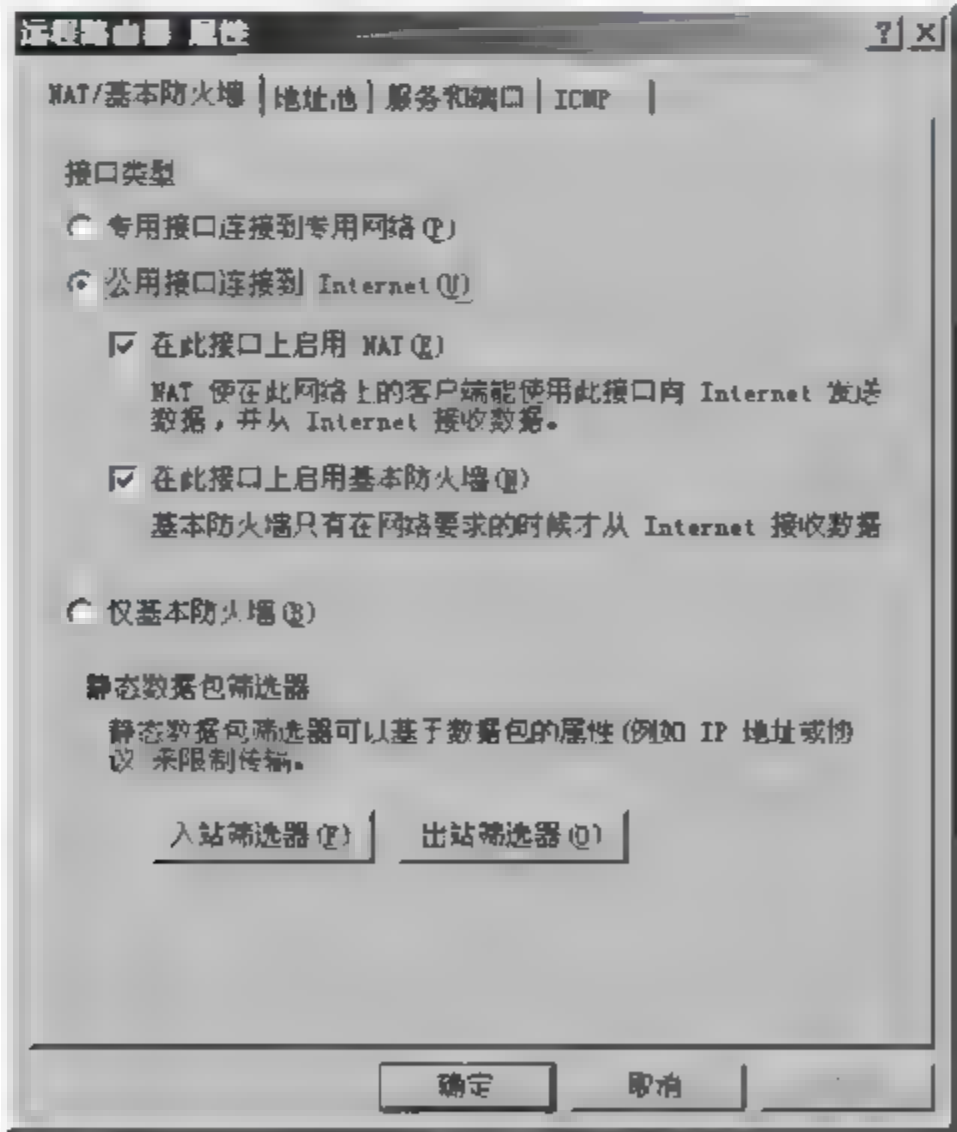 远程路由器 属性
NAT/基本防火墙 地址池 服务和端口 ICMP
接口类型
专用接口连接到专用网络(P)
公用接口连接到 Internet(U)
在此接口上启用 NAT(E)
NAT 使在此网络上的客户端能使用此接口向 Internet 发送
数据，并从 Internet 接收数据。
在此接口上启用基本防火墙(N)
基本防火墙只有在网络要求的时候才从 Internet 接收数据
仅基本防火墙(B)
静态数据包筛选器
静态数据包筛选器可以基于数据包的属性(例如 IP 地址或协
议 来限制传输。
入站筛选器(F) 出站筛选器(O)
确定 取消